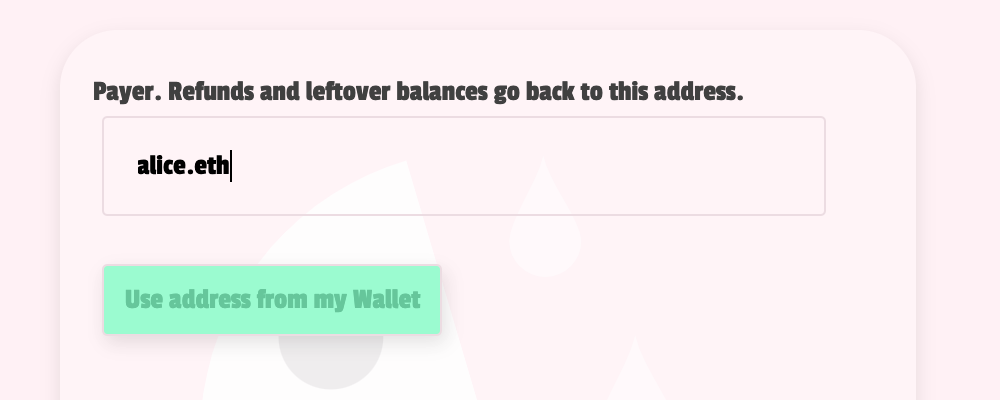 Payer. Refunds and leftover balances go back to this address.
alice.eth
Use address from my Wallet